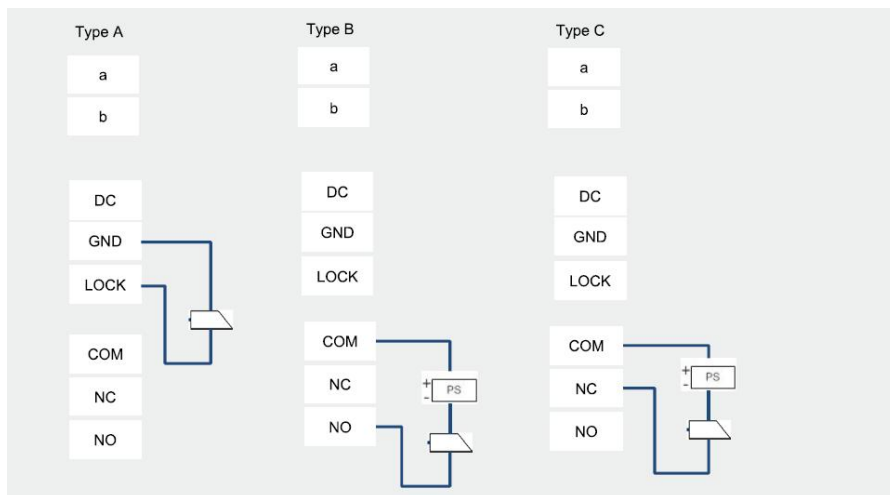 Type A
a
b
DC
GND
LOCK
COM
NC
NO
Type B
a
b
DC
GND
LOCK
COM
NC
NO
+
-
PS
Type C
a
b
DC
GND
LOCK
COM
NC
NO
+
-
PS